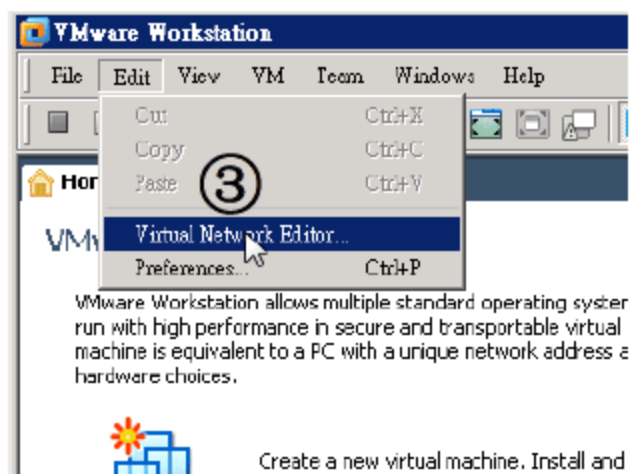 VMware Workstation
File Edit View VM Team Windows Help
Cut Ctrl+X
Copy Ctrl+C
Paste Ctrl+V
③
Virtual Network Editor...
Preferences... Ctrl+P
VMware Workstation allows multiple standard operating
run with high performance in secure and transportable virtual
machine is equivalent to a PC with a unique network address
hardware choices.
Create a new virtual machine. Install and